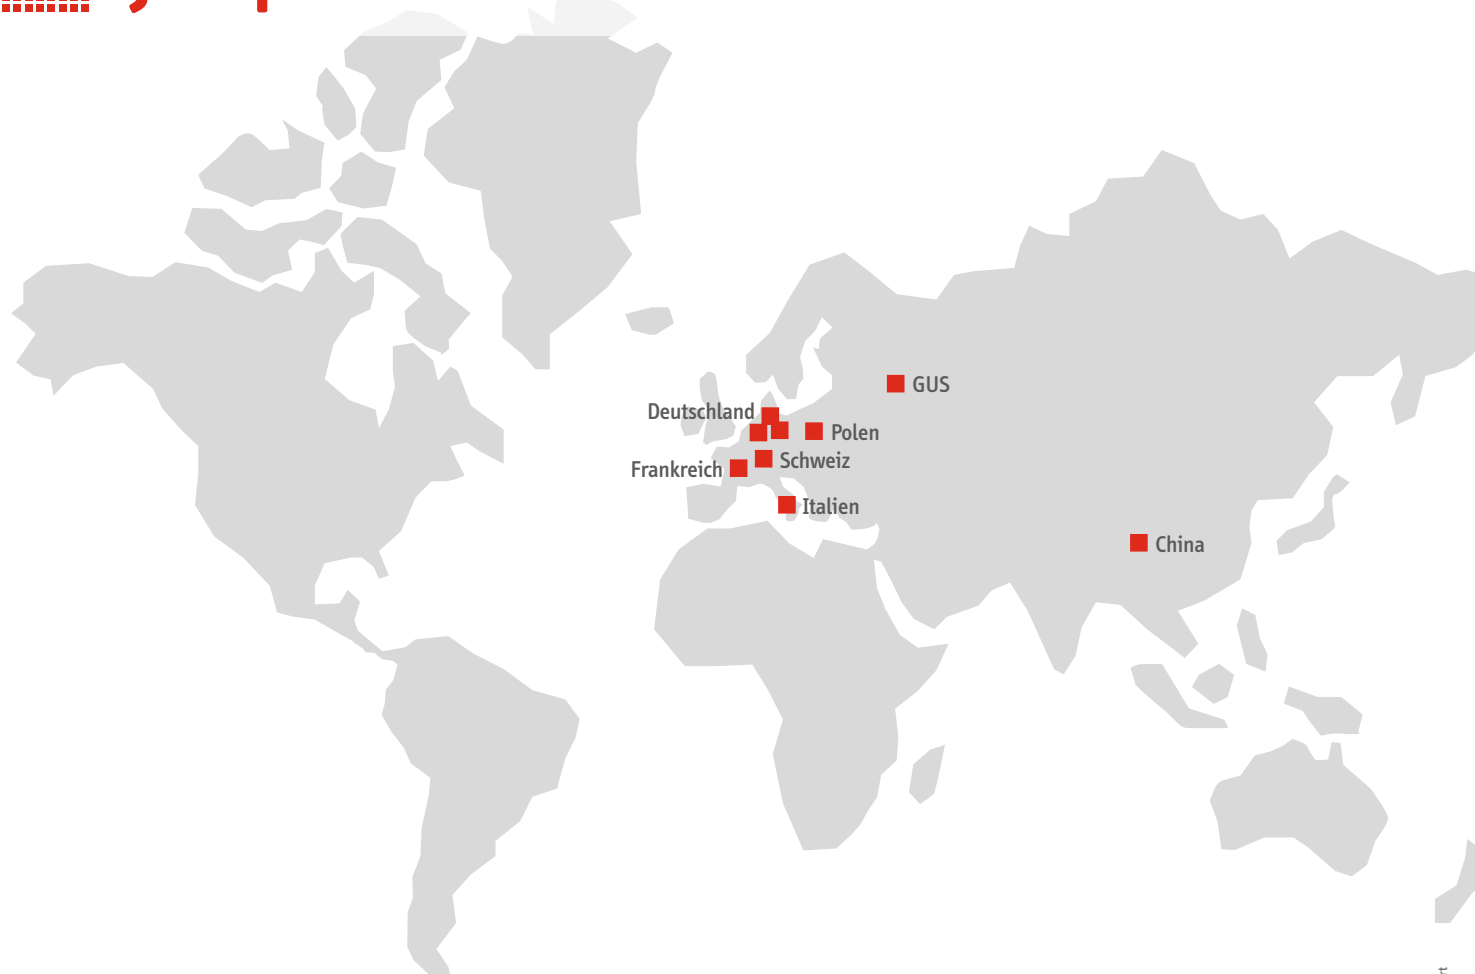 GUS
Deutschland
Polen
Schweiz
Frankreich
Italien
China